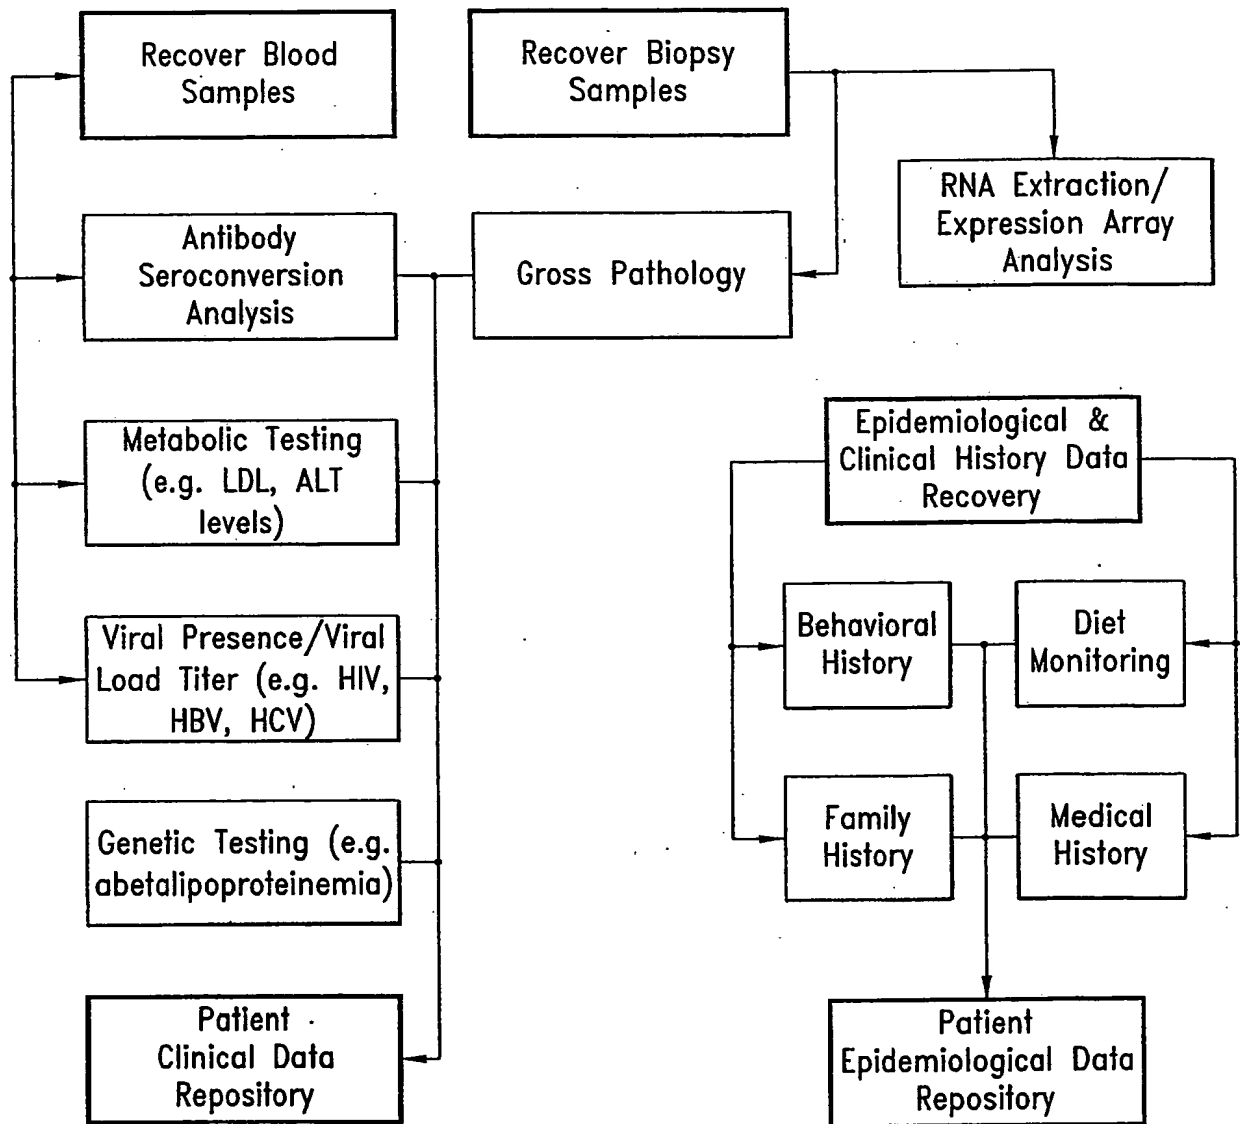 Recover Blood
Samples
Recover Biopsy
Samples
RNA Extraction/
Expression Array
Analysis
Antibody
Seroconversion
Analysis
Gross Pathology
Metabolic Testing
(e.g. LDL, ALT
levels)
Epidemiological &
Clinical History Data
Recovery
Viral Presence/Viral
Load Titer (e.g. HIV,
HBV, HCV)
Behavioral
History
Diet
Monitoring
Genetic Testing (e.g.
abetalipoproteinemia)
Family
History
Medical
History
Patient
Clinical Data
Repository
Patient
Epidemiological Data
Repository